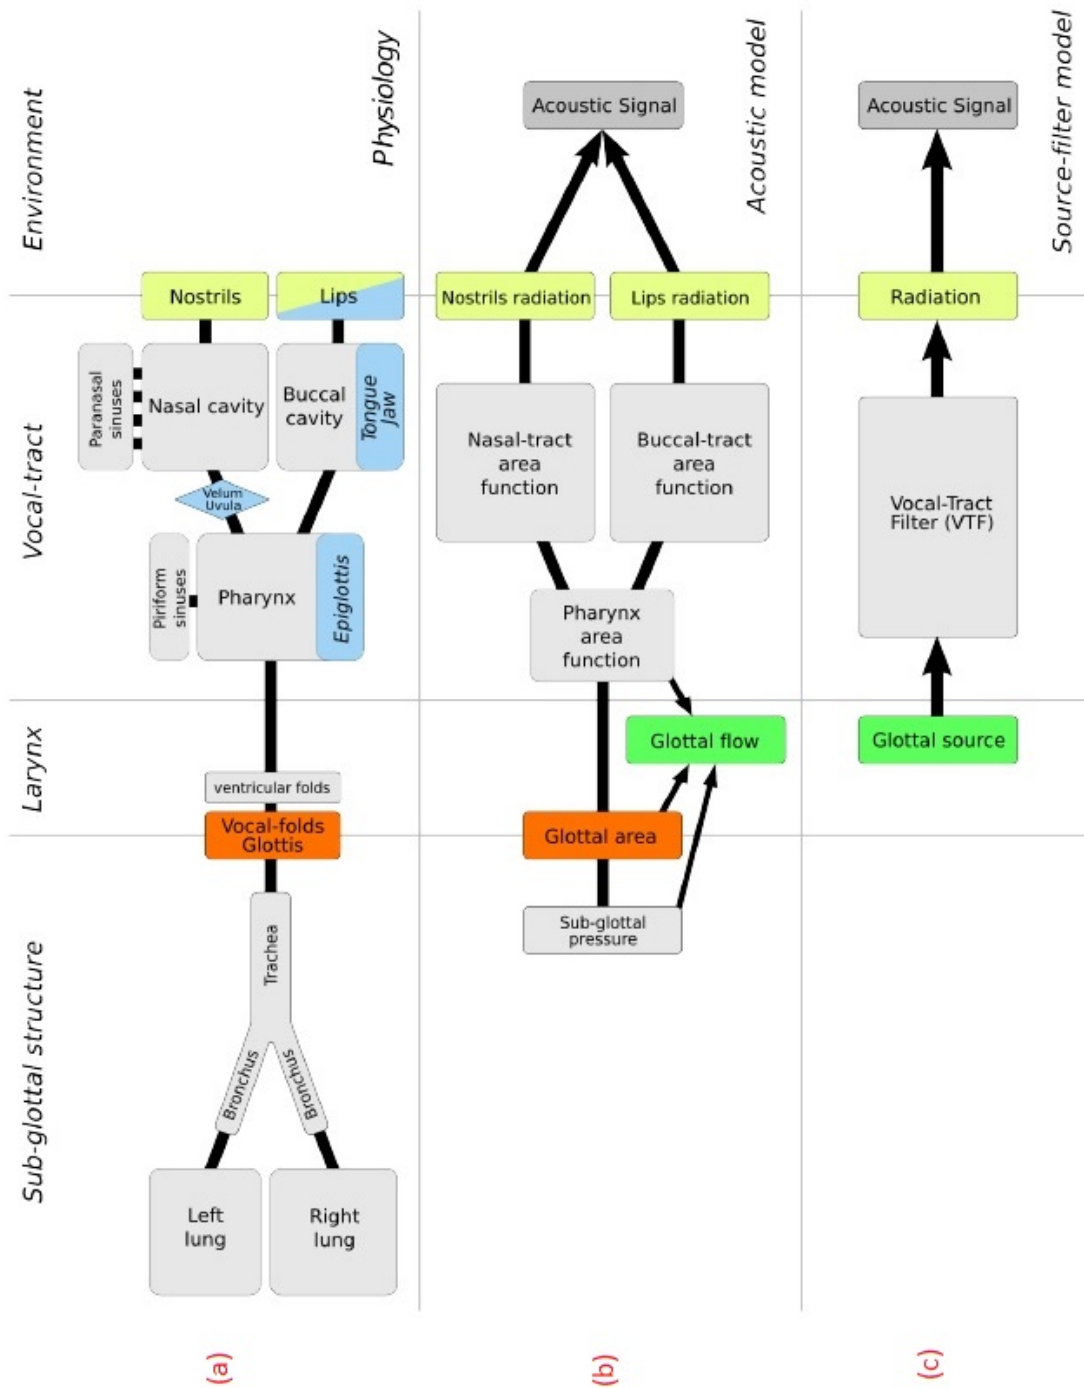 Environment
Physiology
Acoustic model
Source-filter model
Acoustic Signal
Acoustic Signal
Nostrils
Lips
Nostrils radiation
Lips radiation
Radiation
Vocal-tract
Paranasal
sinuses
Nasal cavity
Buccal
cavity
Tongue
Jaw
Velum
Uvula
Piriform
sinuses
Pharynx
Epiglottis
Nasal-tract
area
function
Buccal-tract
area
function
Pharynx
area
function
Vocal-Tract
Filter (VTF)
Larynx
ventricular folds
Vocal-folds
Glottis
Glottal flow
Glottal area
Glottal source
Sub-glottal
pressure
Sub-glottal structure
Trachea
Bronchus
Bronchus
Left
lung
Right
lung
(a)
(b)
(c)